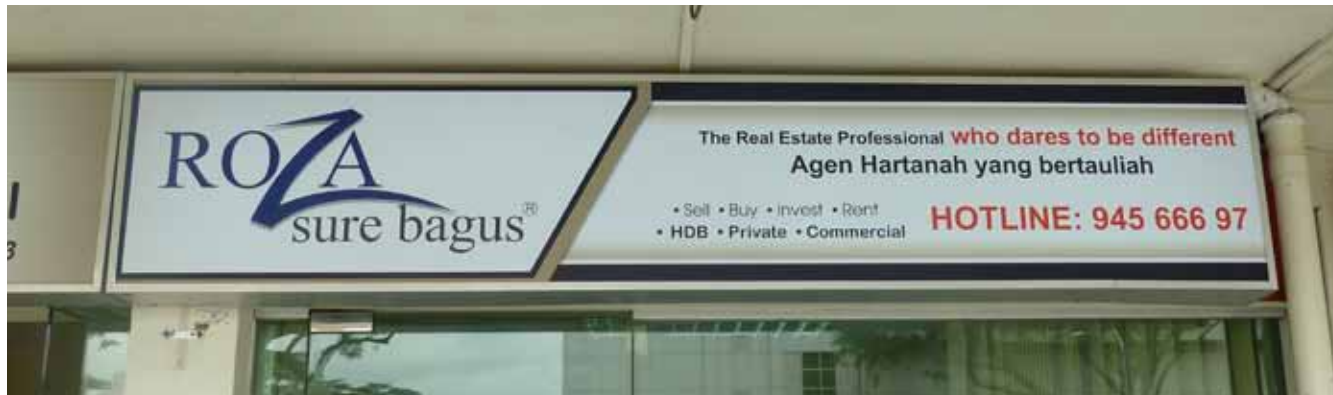 ROZA
sure bagus®
The Real Estate Professional who dares to be different
Agen Hartanah yang bertauliah
• Sell • Buy • Invest • Rent
• HDB • Private • Commercial
HOTLINE: 945 666 97